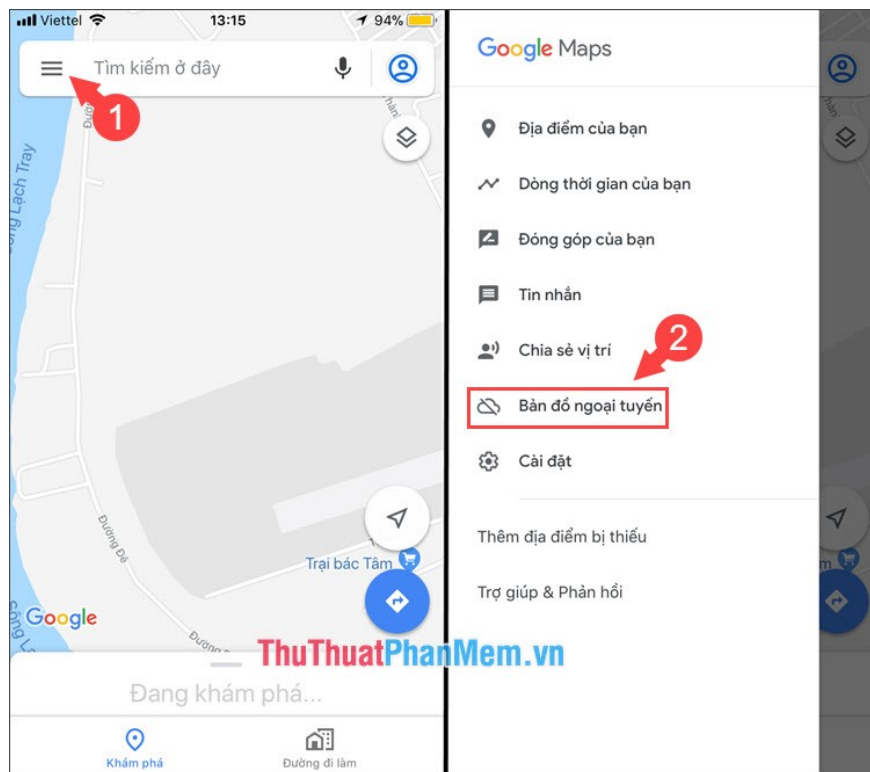 Viettel
13:15
94%
Tìm kiếm ở đây
1
Sông Lạch Tray
Trại bác Tâm
Đường Đê
Google
Đang khám phá...
Khám phá
Đường đi làm
Google Maps
Địa điểm của bạn
Dòng thời gian của bạn
Đóng góp của bạn
Tin nhắn
Chia sẻ vị trí
2
Bản đồ ngoại tuyến
Cài đặt
Thêm địa điểm bị thiếu
Trợ giúp & Phản hồi
ThuThuatPhanMem.vn